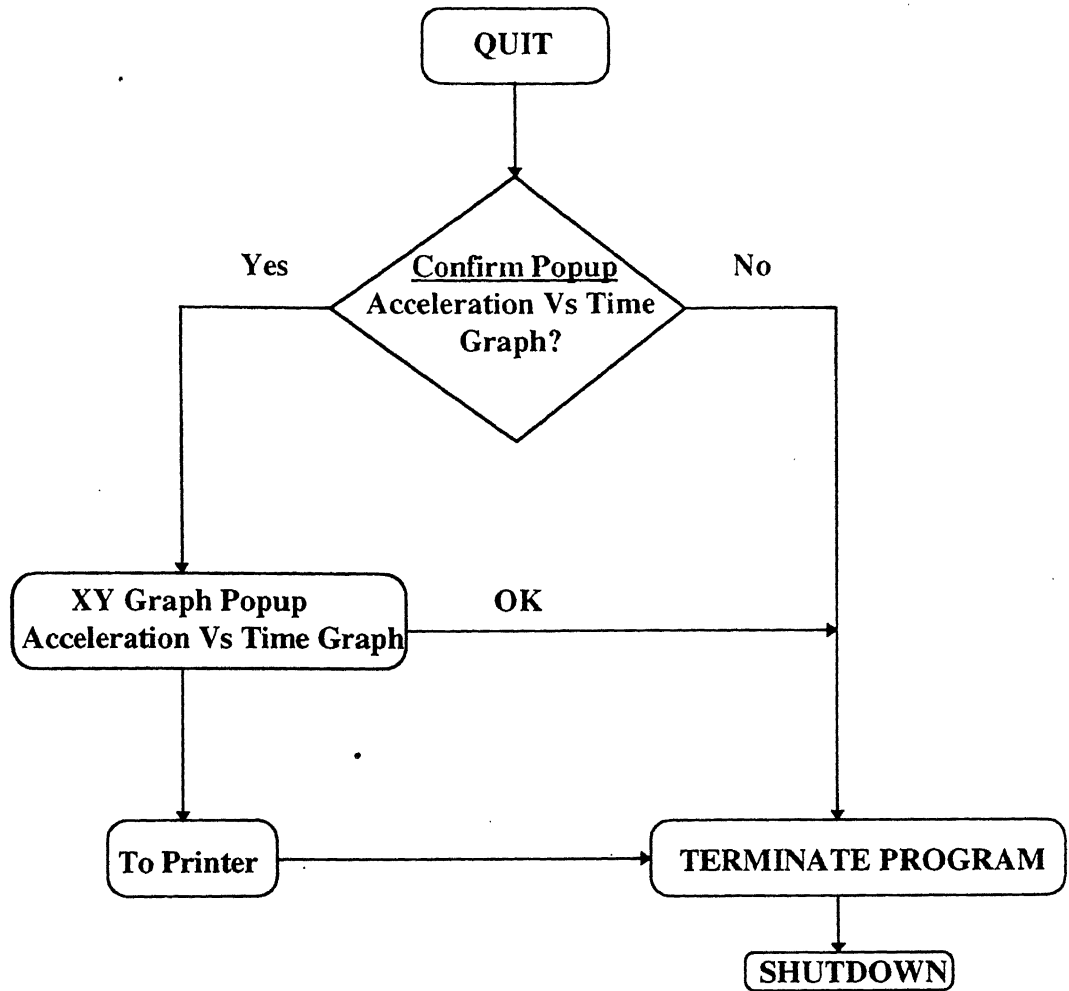 QUIT
Yes
Confirm Popup
Acceleration Vs Time
Graph?
No
XY Graph Popup
Acceleration Vs Time Graph
OK
To Printer
TERMINATE PROGRAM
SHUTDOWN